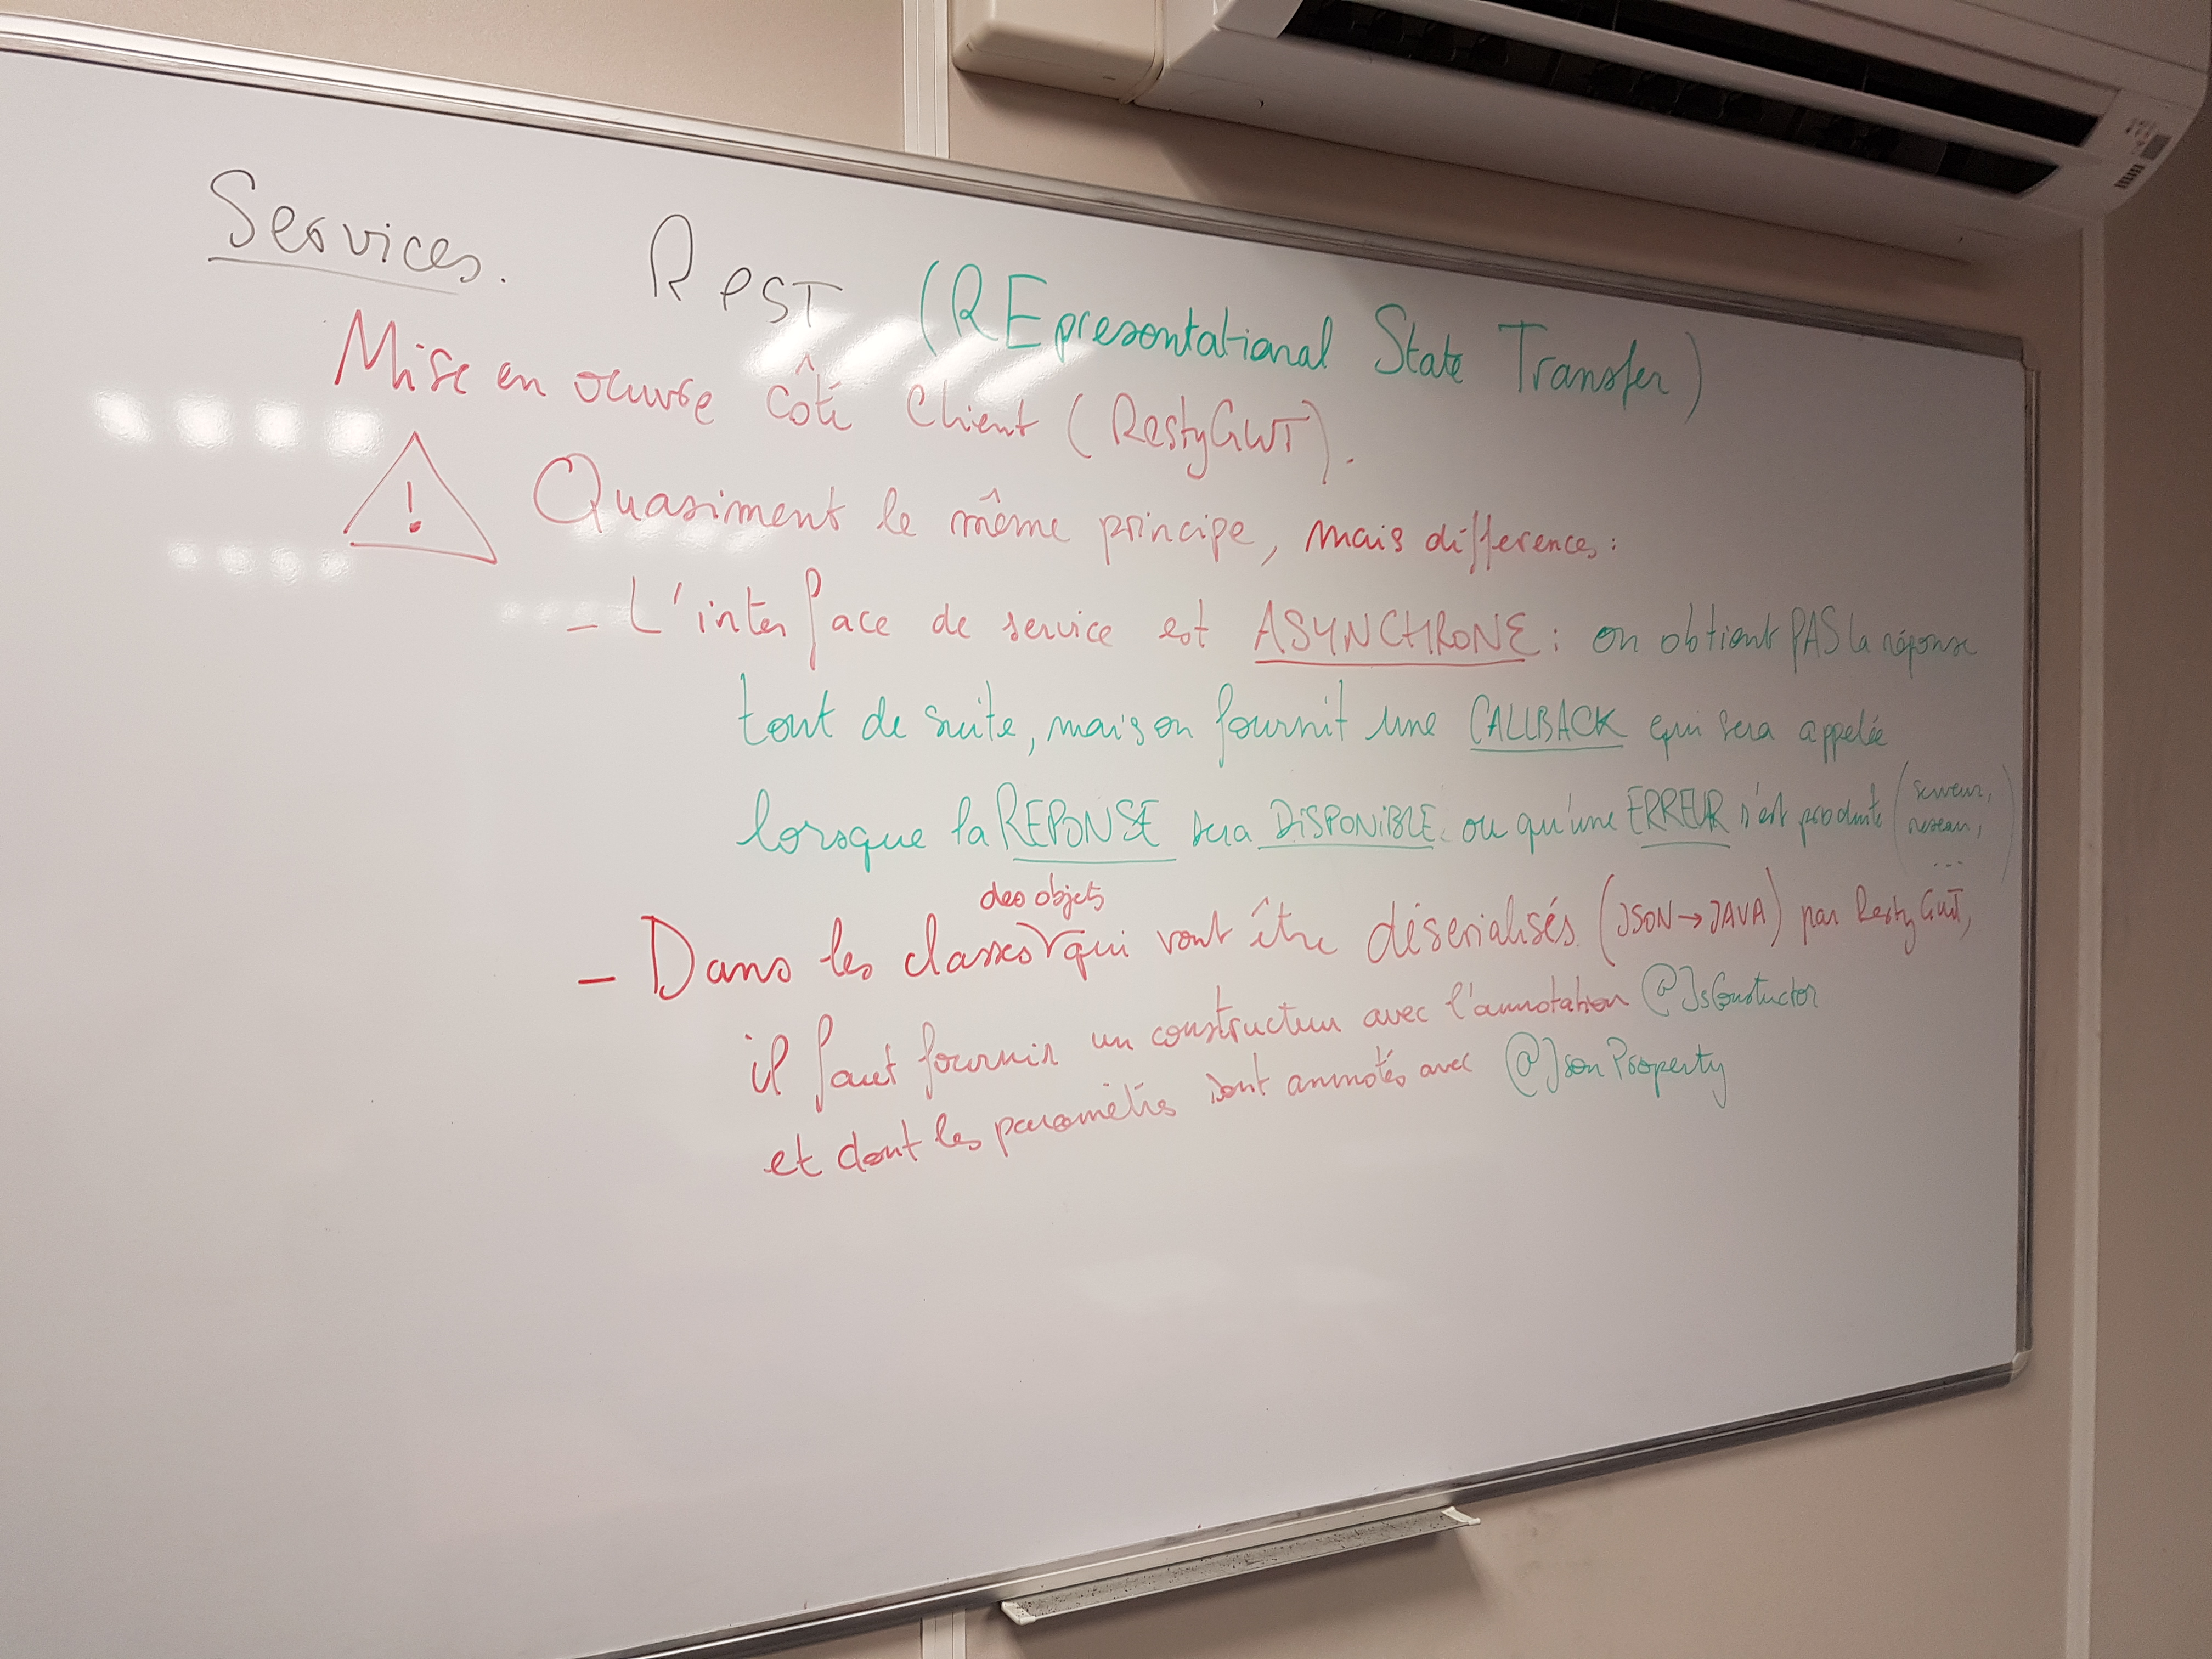 Services. REST (REpresentational State Transfer)
Mise en oeuvre côté Client (RestyGWT).
! Quasiment le même principe, mais différences:
- L'interface de service est ASYNCHRONE: on obtient PAS la réponse
tout de suite, mais on fournit une CALLBACK qui sera appelée
lorsque la REPONSE sera DISPONIBLE ou qu'une ERREUR s'est produite (serveur,
reseau,
...)
des objets
- Dans les classes qui vont être déserialisés (JSON → JAVA) par RestyGWT,
il faut fournir un constructeur avec l'annotation @JsConstuctor
et dont les paramètres sont annotés avec @JsonProperty